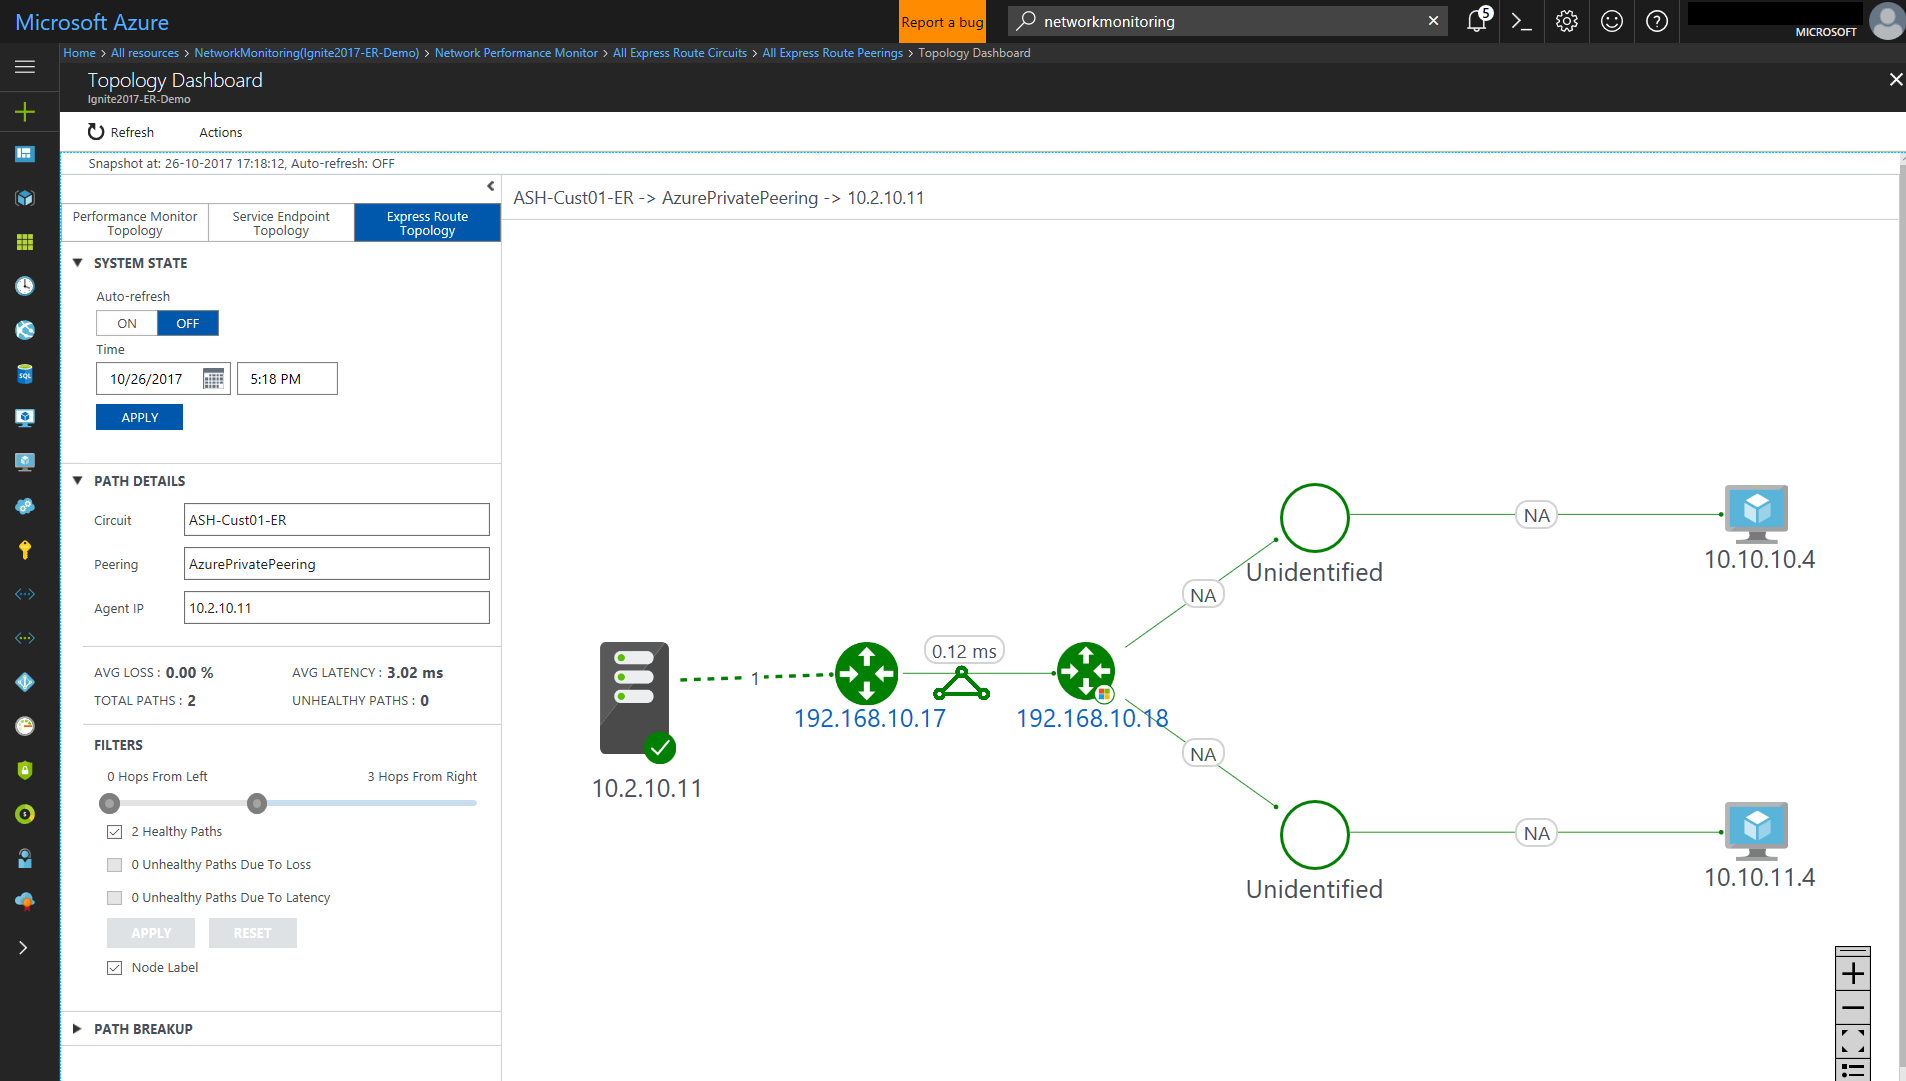 Microsoft Azure
Report a bug
networkmonitoring
5
MICROSOFT
Home > All resources > NetworkMonitoring(Ignite2017-ER-Demo) > Network Performance Monitor > All Express Route Circuits > All Express Route Peerings > Topology Dashboard
Topology Dashboard
Ignite2017-ER-Demo
Refresh
Actions
Snapshot at: 26-10-2017 17:18:12, Auto-refresh: OFF
Performance Monitor
Topology
Service Endpoint
Topology
Express Route
Topology
SYSTEM STATE
Auto-refresh
ON
OFF
Time
10/26/2017
5:18 PM
APPLY
PATH DETAILS
Circuit
ASH-Cust01-ER
Peering
AzurePrivatePeering
Agent IP
10.2.10.11
AVG LOSS : 0.00 %
AVG LATENCY : 3.02 ms
TOTAL PATHS : 2
UNHEALTHY PATHS : 0
FILTERS
0 Hops From Left
3 Hops From Right
2 Healthy Paths
0 Unhealthy Paths Due To Loss
0 Unhealthy Paths Due To Latency
APPLY
RESET
Node Label
PATH BREAKUP
ASH-Cust01-ER -> AzurePrivatePeering -> 10.2.10.11
10.2.10.11
1
192.168.10.17
0.12 ms
192.168.10.18
NA
Unidentified
NA
10.10.10.4
NA
Unidentified
NA
10.10.11.4
SQL